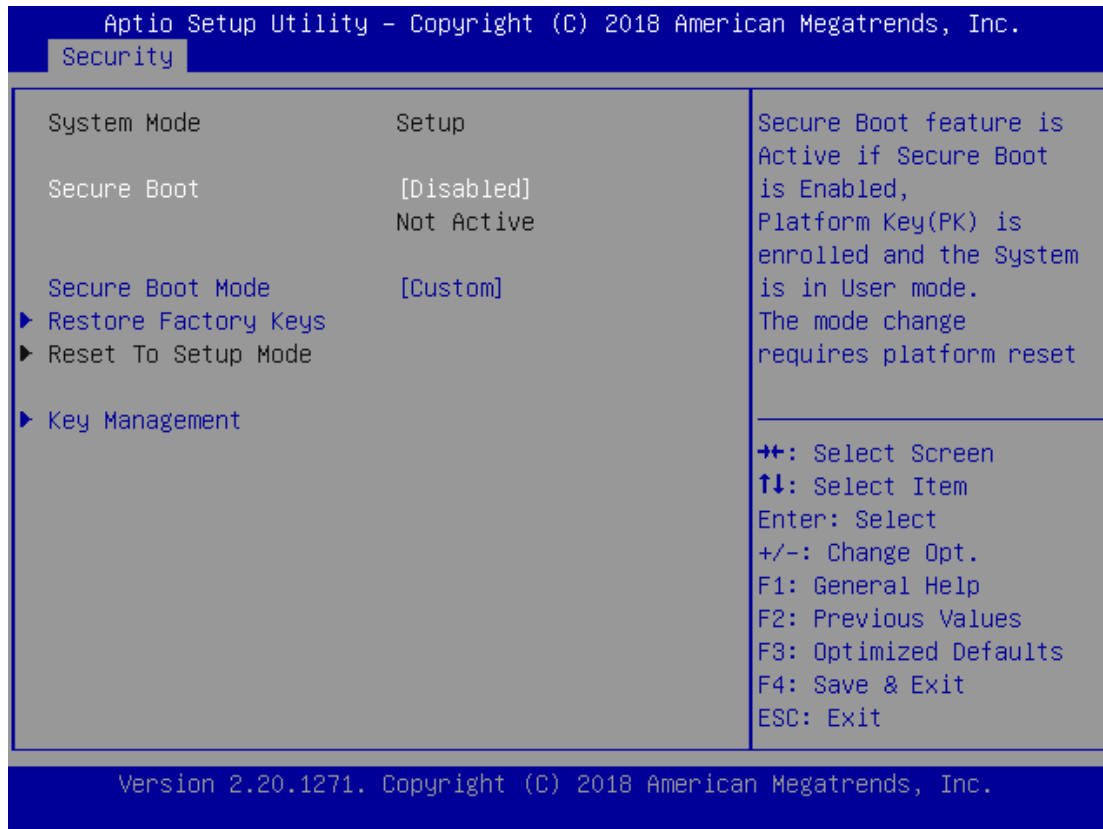 Aptio Setup Utility – Copyright (C) 2018 American Megatrends, Inc.
Security
System Mode Setup
Secure Boot [Disabled]
Not Active
Secure Boot Mode [Custom]
▶ Restore Factory Keys
▶ Reset To Setup Mode
▶ Key Management
Secure Boot feature is
Active if Secure Boot
is Enabled,
Platform Key(PK) is
enrolled and the System
is in User mode.
The mode change
requires platform reset
→←: Select Screen
↑↓: Select Item
Enter: Select
+/-: Change Opt.
F1: General Help
F2: Previous Values
F3: Optimized Defaults
F4: Save & Exit
ESC: Exit
Version 2.20.1271. Copyright (C) 2018 American Megatrends, Inc.